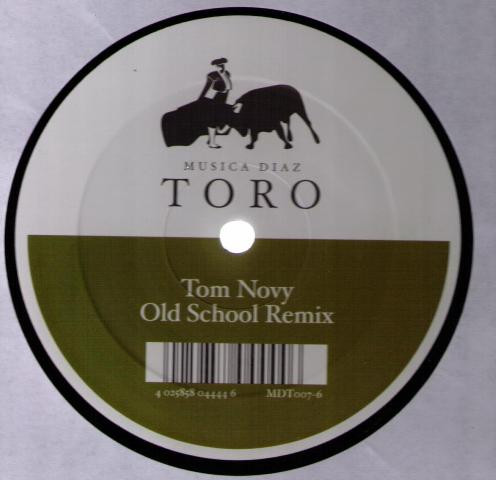 MUSICA DIAZ
TORO
Tom Novy
Old School Remix
4 025858 04444 6 MDT007-6